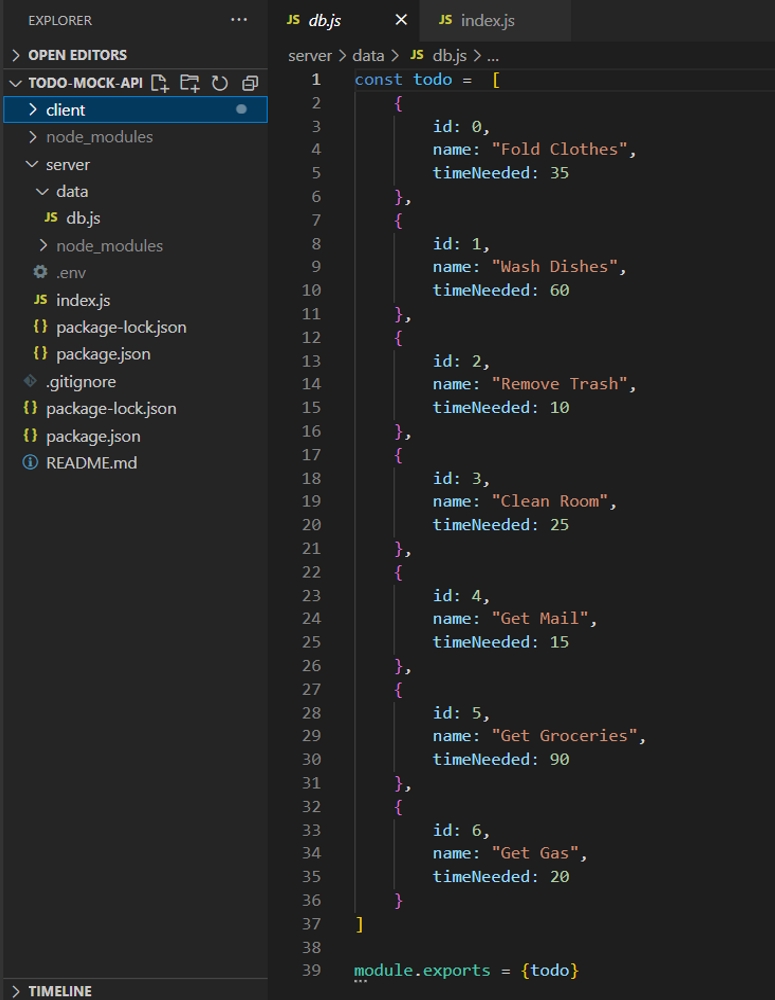 EXPLORER
OPEN EDITORS
TODO-MOCK-API
client
node_modules
server
data
JS db.js
node_modules
.env
JS index.js
{} package-lock.json
{} package.json
.gitignore
{} package-lock.json
{} package.json
README.md
TIMELINE
JS db.js
JS index.js
server > data > JS db.js > ...
1 const todo =  [
2     {
3         id: 0,
4         name: "Fold Clothes",
5         timeNeeded: 35
6     },
7     {
8         id: 1,
9         name: "Wash Dishes",
10         timeNeeded: 60
11     },
12     {
13         id: 2,
14         name: "Remove Trash",
15         timeNeeded: 10
16     },
17     {
18         id: 3,
19         name: "Clean Room",
20         timeNeeded: 25
21     },
22     {
23         id: 4,
24         name: "Get Mail",
25         timeNeeded: 15
26     },
27     {
28         id: 5,
29         name: "Get Groceries",
30         timeNeeded: 90
31     },
32     {
33         id: 6,
34         name: "Get Gas",
35         timeNeeded: 20
36     }
37 ]
38
39 module.exports = {todo}